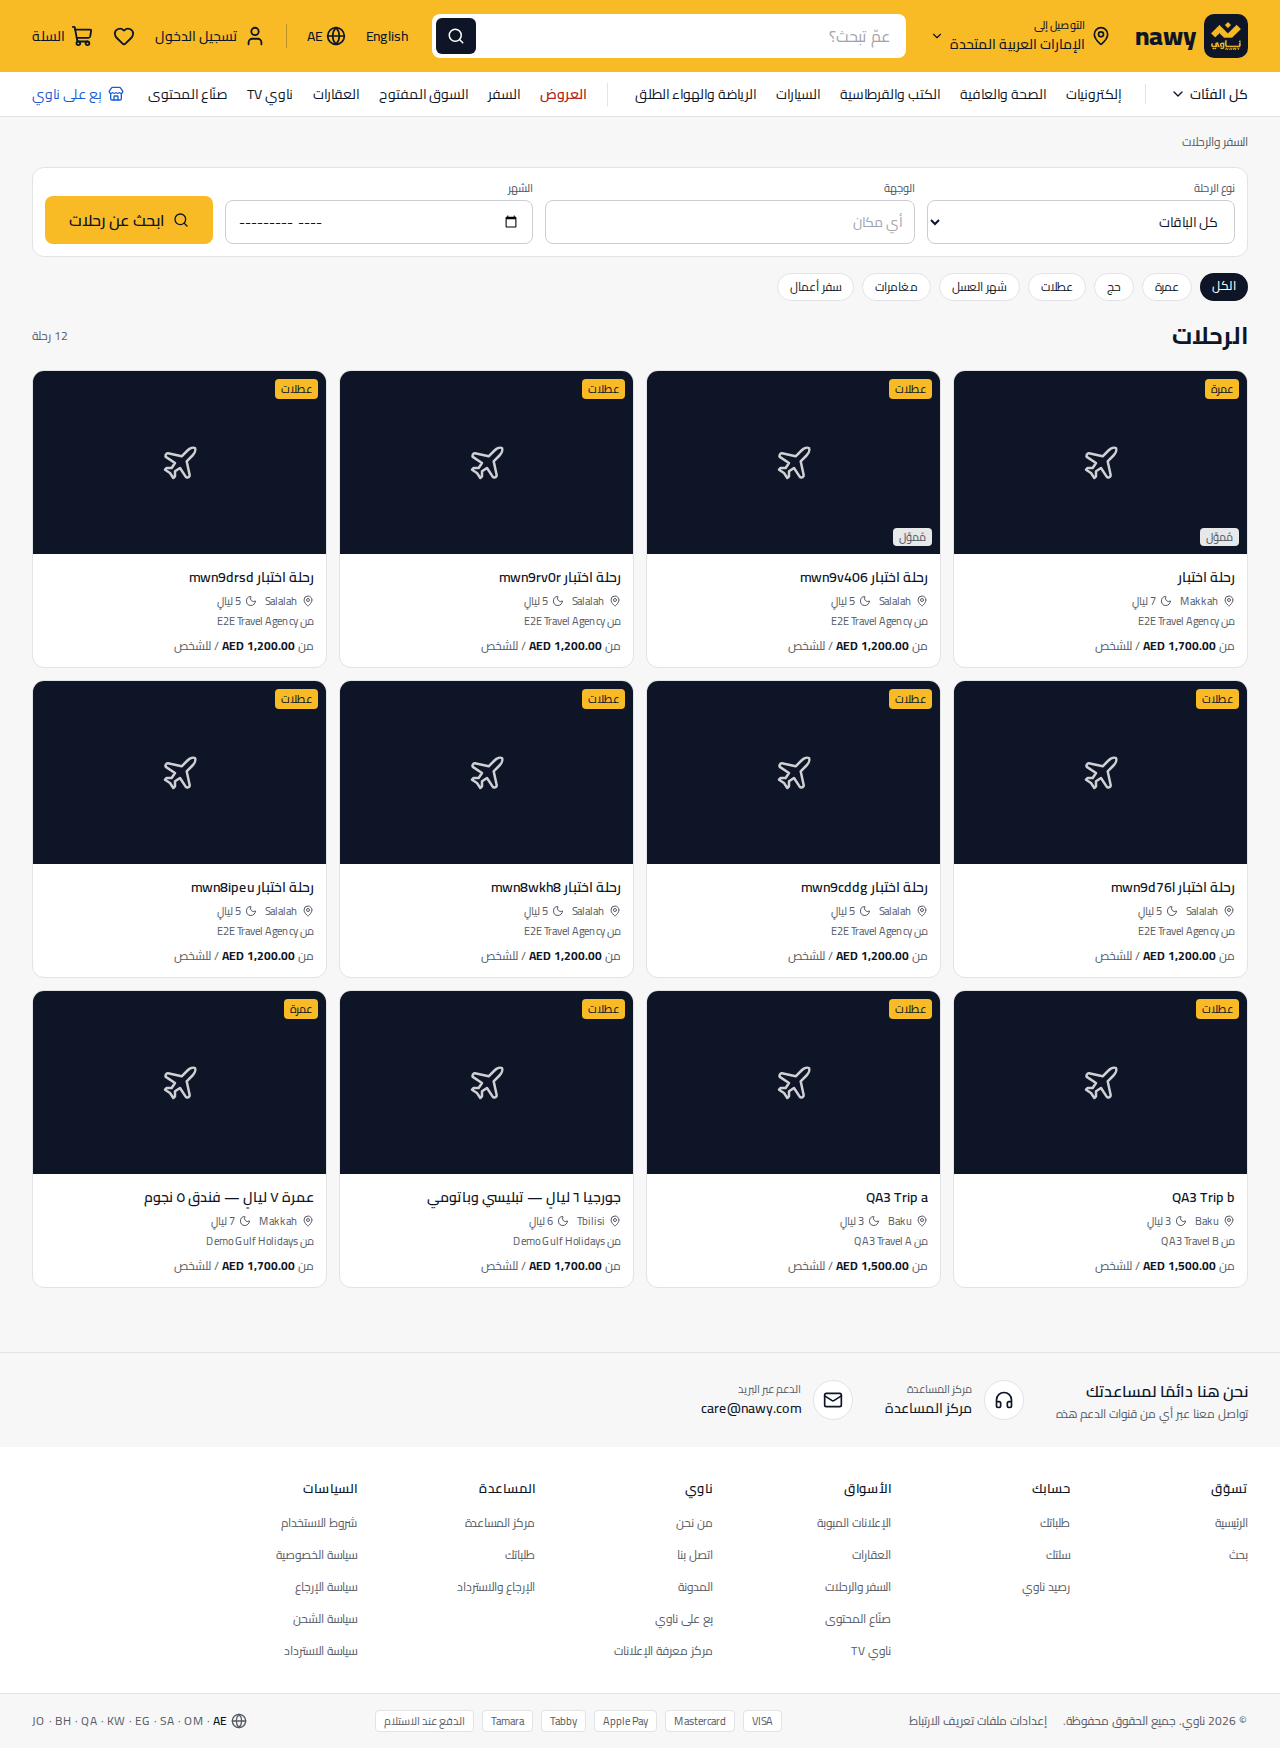 ناوي
nawy
التوصيل إلى
الإمارات العربية المتحدة
عمّ تبحث؟
English
AE
تسجيل الدخول
السلة
كل الفئات
إلكترونيات
الصحة والعافية
الكتب والقرطاسية
السيارات
الرياضة والهواء الطلق
العروض
السفر
السوق المفتوح
العقارات
ناوي TV
صنّاع المحتوى
بِع على ناوي
السفر والرحلات
نوع الرحلة
الوجهة
الشهر
كل الباقات
أي مكان
--------- ----
ابحث عن رحلات
الكل
عمرة
حج
عطلات
شهر العسل
مغامرات
سفر أعمال
الرحلات
12 رحلة
عمرة
مُموَّل
رحلة اختبار
Makkah
7 ليالٍ
من E2E Travel Agency
من AED 1,700.00 / للشخص
عطلات
مُموَّل
رحلة اختبار mwn9v406
Salalah
5 ليالٍ
من E2E Travel Agency
من AED 1,200.00 / للشخص
عطلات
رحلة اختبار mwn9rv0r
Salalah
5 ليالٍ
من E2E Travel Agency
من AED 1,200.00 / للشخص
عطلات
رحلة اختبار mwn9drsd
Salalah
5 ليالٍ
من E2E Travel Agency
من AED 1,200.00 / للشخص
عطلات
رحلة اختبار mwn9d76l
Salalah
5 ليالٍ
من E2E Travel Agency
من AED 1,200.00 / للشخص
عطلات
رحلة اختبار mwn9cddg
Salalah
5 ليالٍ
من E2E Travel Agency
من AED 1,200.00 / للشخص
عطلات
رحلة اختبار mwn8wkh8
Salalah
5 ليالٍ
من E2E Travel Agency
من AED 1,200.00 / للشخص
عطلات
رحلة اختبار mwn8ipeu
Salalah
5 ليالٍ
من E2E Travel Agency
من AED 1,200.00 / للشخص
عطلات
QA3 Trip b
Baku
3 ليالٍ
من QA3 Travel B
من AED 1,500.00 / للشخص
عطلات
QA3 Trip a
Baku
3 ليالٍ
من QA3 Travel A
من AED 1,500.00 / للشخص
عطلات
جورجيا ٦ ليالٍ — تبليسي وباتومي
Tbilisi
6 ليالٍ
من Demo Gulf Holidays
من AED 1,700.00 / للشخص
عمرة
عمرة ٧ ليالٍ — فندق ٥ نجوم
Makkah
7 ليالٍ
من Demo Gulf Holidays
من AED 1,700.00 / للشخص
نحن هنا دائمًا لمساعدتك
تواصل معنا عبر أي من قنوات الدعم هذه
مركز المساعدة
مركز المساعدة
الدعم عبر البريد
care@nawy.com
تسوّق
الرئيسية
بحث
حسابك
طلباتك
سلتك
رصيد ناوي
الأسواق
الإعلانات المبوبة
العقارات
السفر والرحلات
صنّاع المحتوى
ناوي TV
ناوي
من نحن
اتصل بنا
المدونة
بِع على ناوي
مركز معرفة الإعلانات
المساعدة
مركز المساعدة
طلباتك
الإرجاع والاسترداد
السياسات
شروط الاستخدام
سياسة الخصوصية
سياسة الإرجاع
سياسة الشحن
سياسة الاسترداد
© 2026 ناوي. جميع الحقوق محفوظة.
إعدادات ملفات تعريف الارتباط
VISA
Mastercard
Apple Pay
Tabby
Tamara
الدفع عند الاستلام
JO · BH · QA · KW · EG · SA · OM · AE